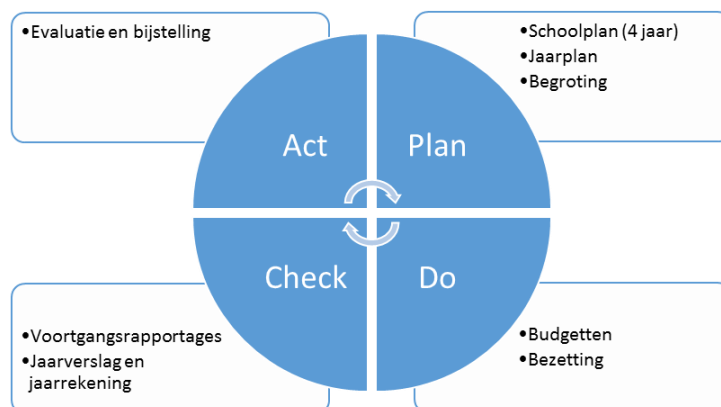 •Evaluatie en bijstelling
•Schoolplan (4 jaar)
•Jaarplan
•Begroting
Act
Plan
Check
Do
•Voortgangsrapportages
•Jaarverslag en
jaarrekening
•Budgetten
•Bezetting